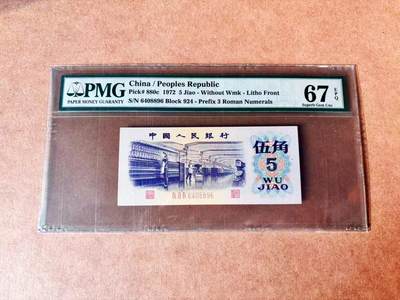 PMG
PAPER MONEY GUARANTY
China / Peoples Republic
Pick# 880c 1972 5 Jiao - Without Wmk - Litho Front
S/N 6408896 Block 924 - Prefix 3 Roman Numerals
67 EPQ
Superb Gem Unc
中国人民银行
伍角
5
WU
JIAO
6408896